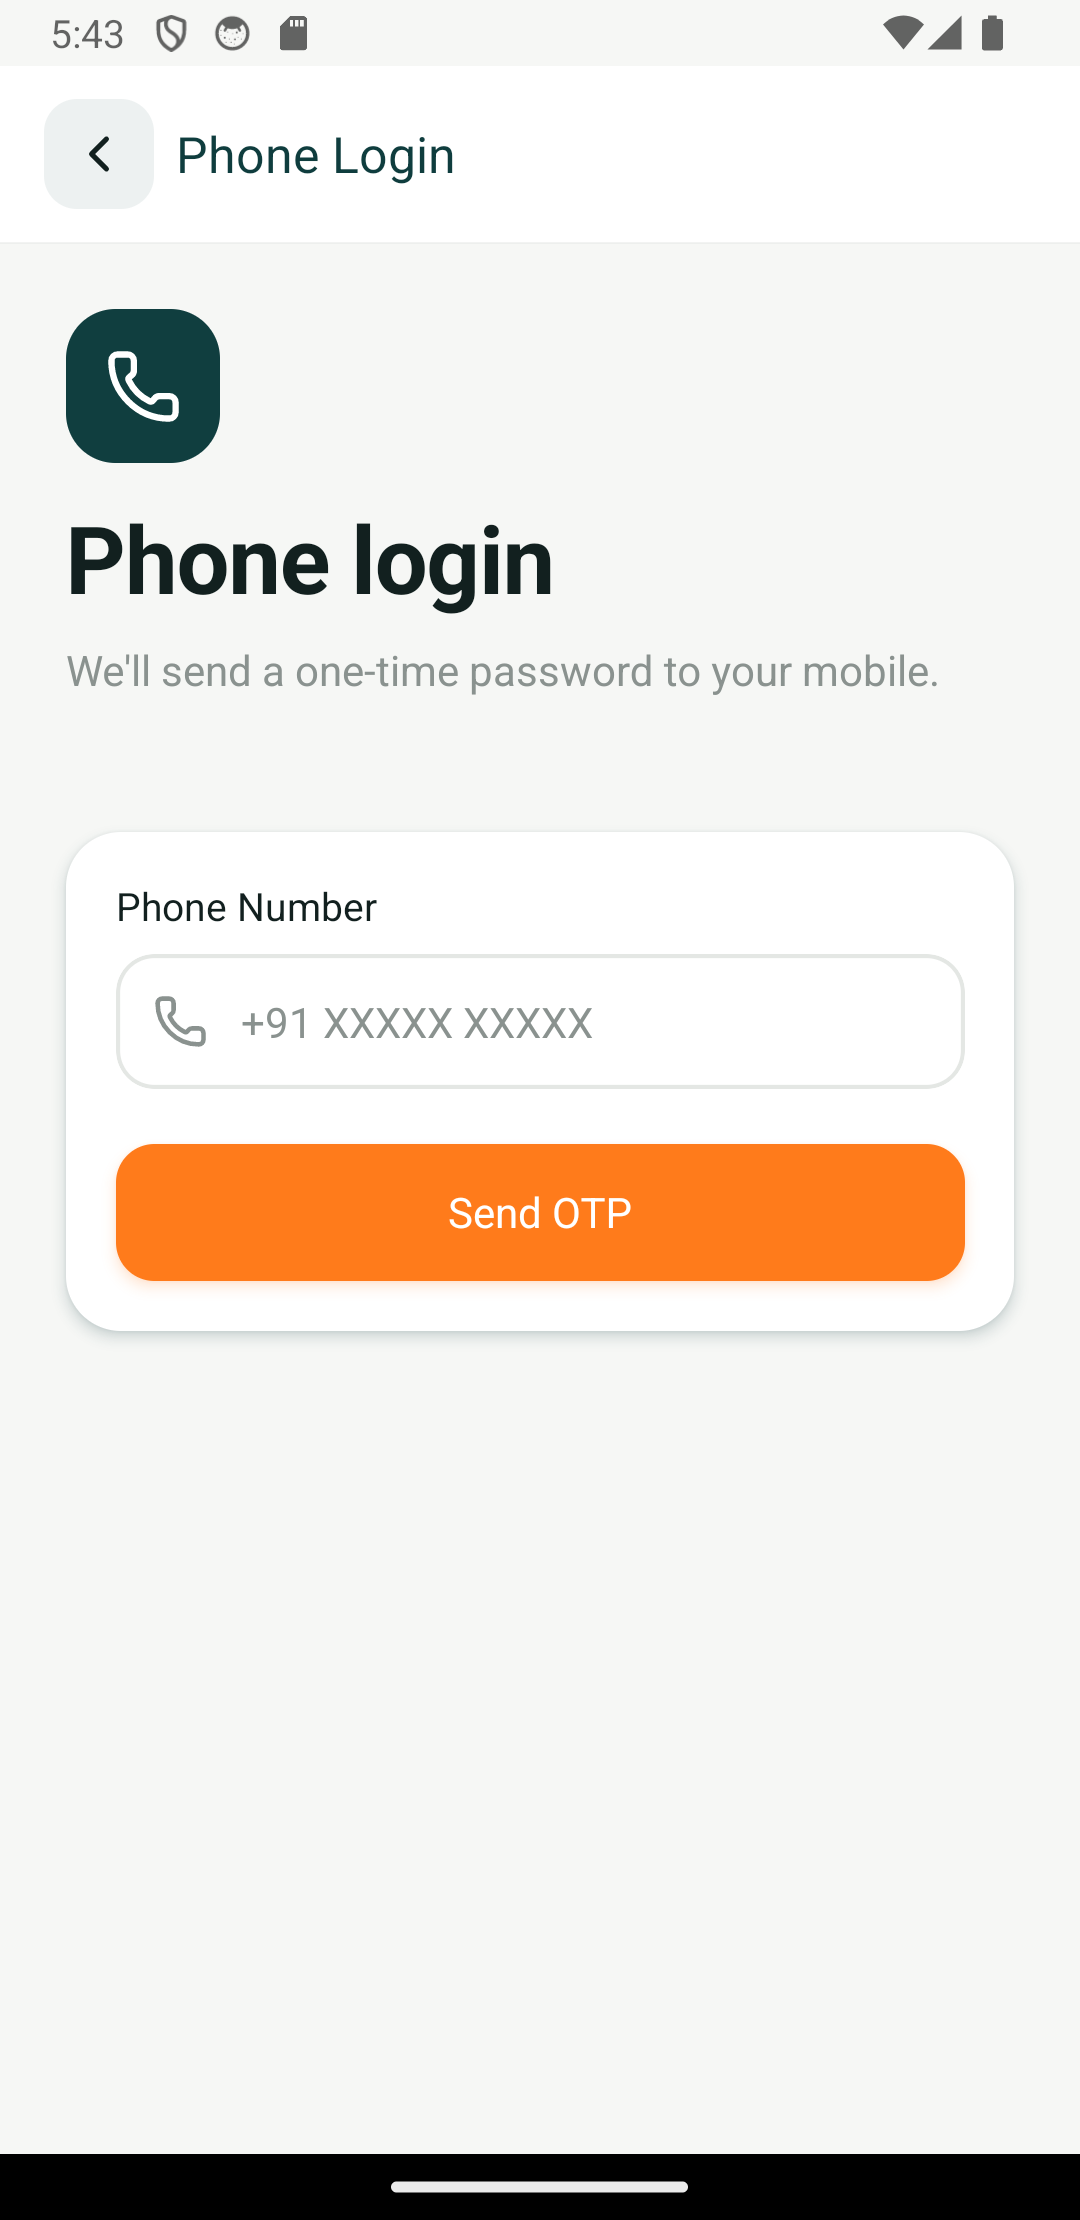 5:43
Phone Login
Phone login
We'll send a one-time password to your mobile.
Phone Number
+91 XXXXX XXXXX
Send OTP